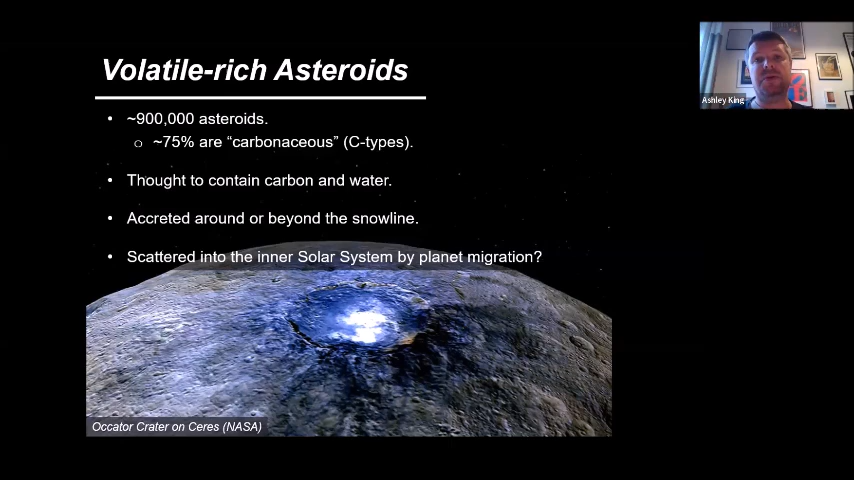 Volatile-rich Asteroids
• ~900,000 asteroids.
o ~75% are “carbonaceous” (C-types).
• Thought to contain carbon and water.
• Accreted around or beyond the snowline.
• Scattered into the inner Solar System by planet migration?
Occator Crater on Ceres (NASA)
Ashley King